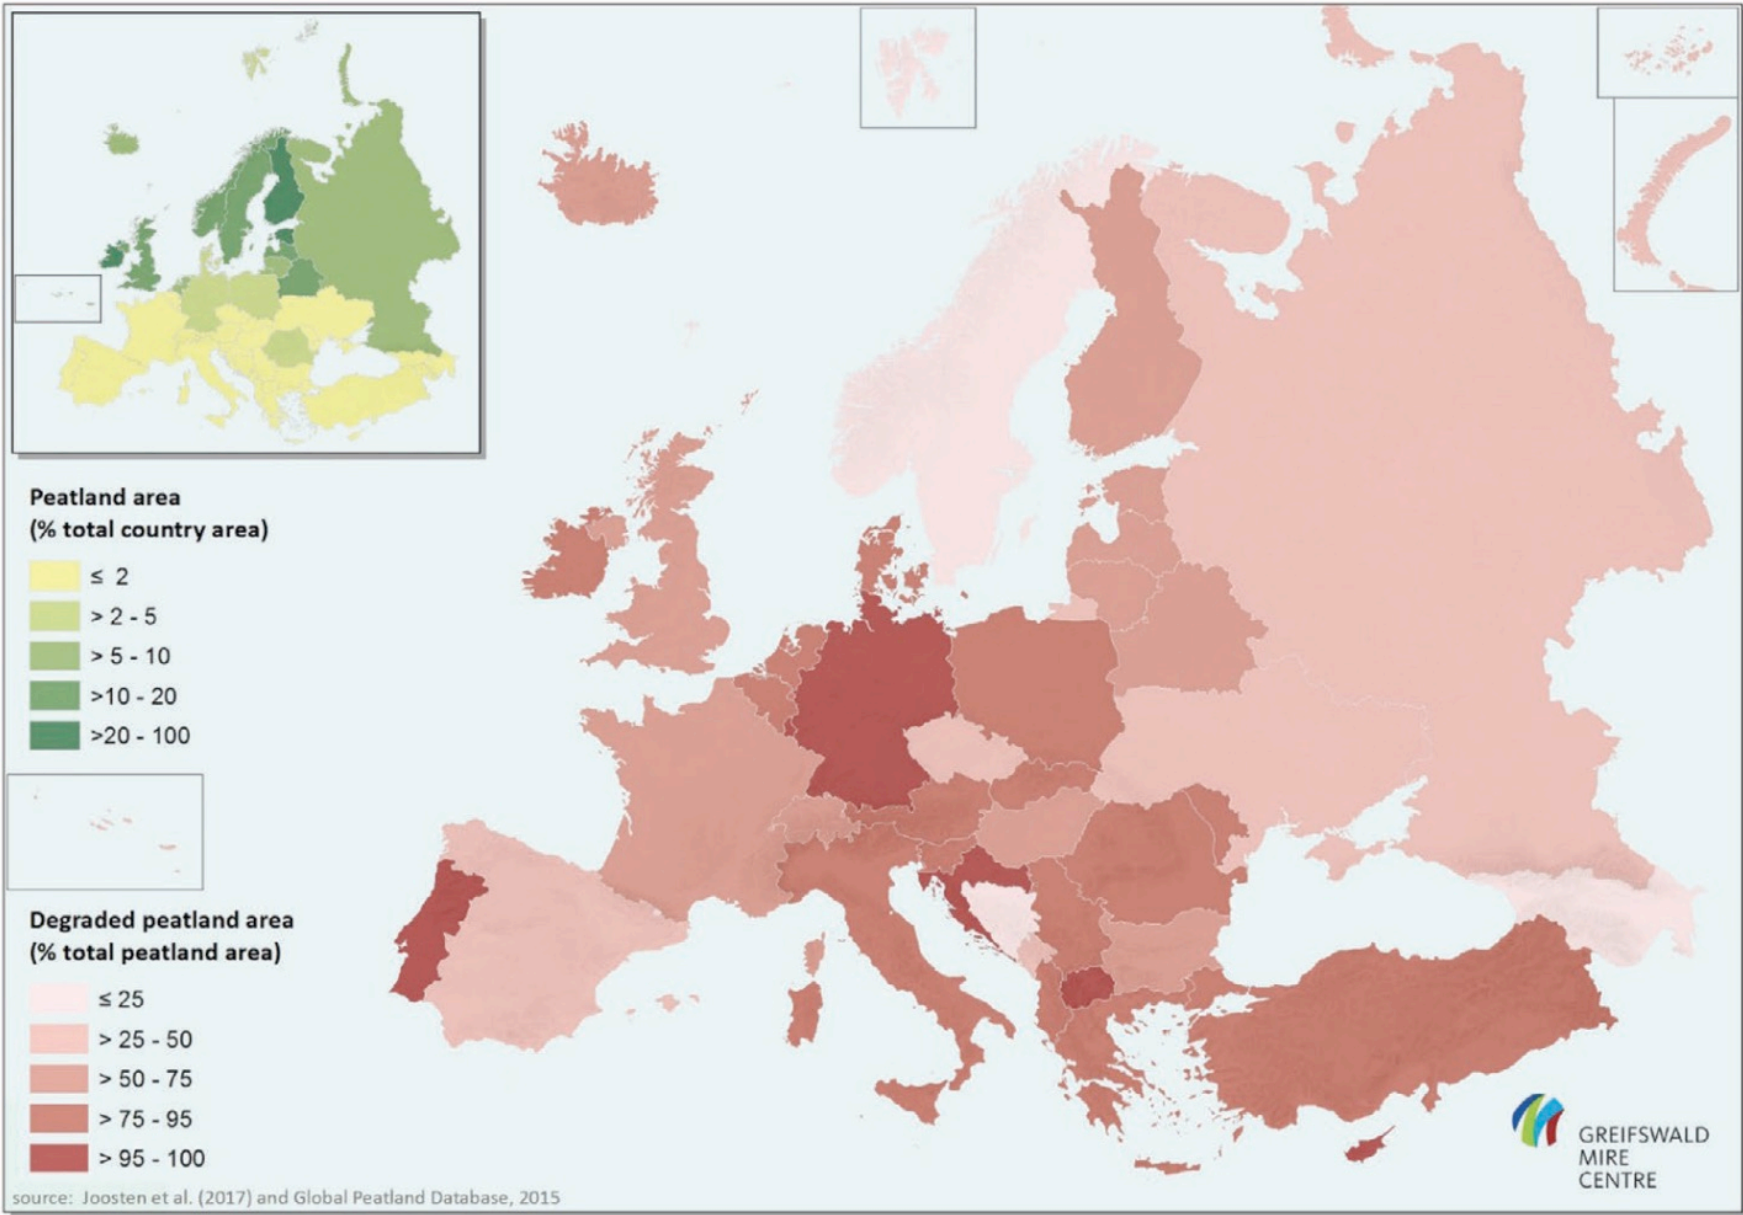 Peatland area
(% total country area)
≤ 2
> 2 - 5
> 5 - 10
>10 - 20
>20 - 100
Degraded peatland area
(% total peatland area)
≤ 25
> 25 - 50
> 50 - 75
> 75 - 95
> 95 - 100
source: Joosten et al. (2017) and Global Peatland Database, 2015
GREIFSWALD
MIRE
CENTRE